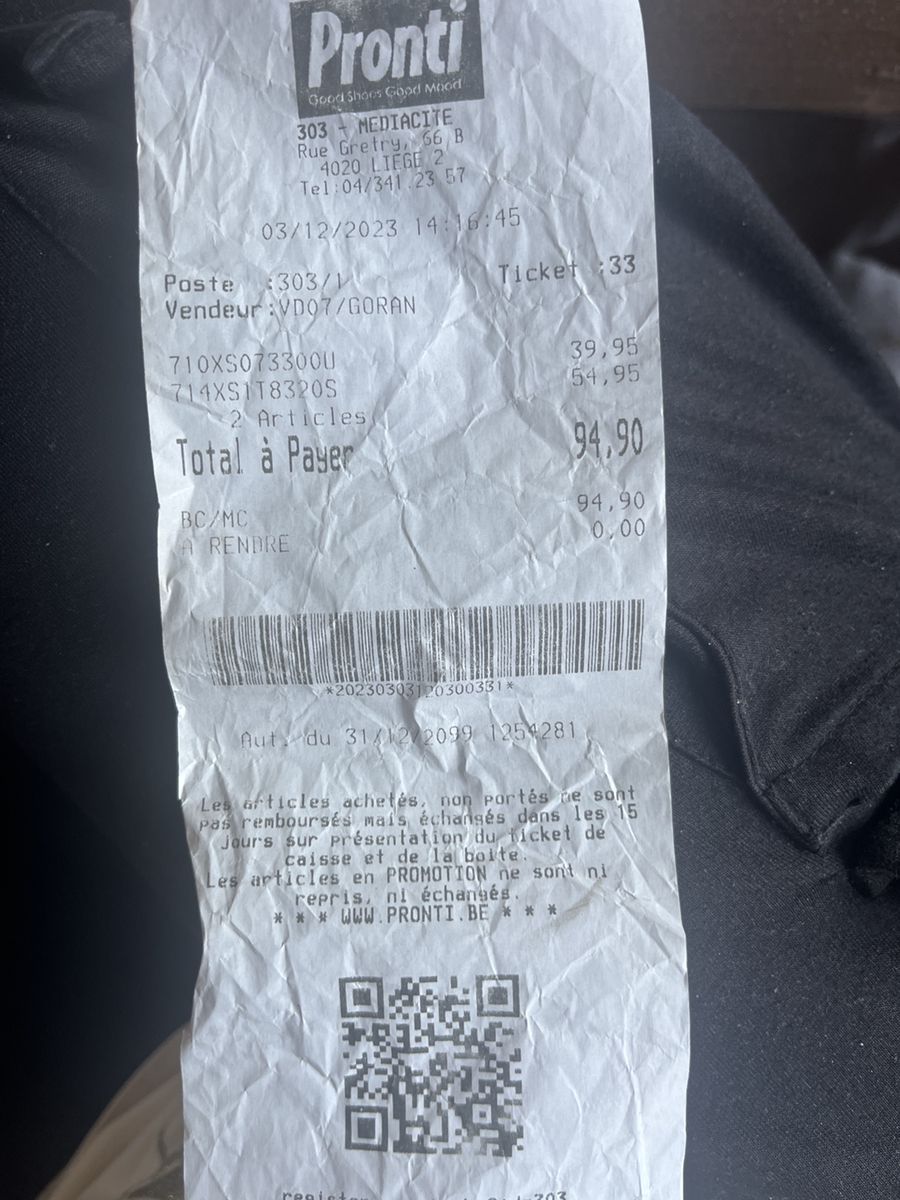 Pronti
Good Shoes Good Mood
303 - MEDIACITE
Rue Gretry, 66 B
4020 LIEGE 2
Tel:04/341.23 57
03/12/2023 14:16:45
Poste :303/1 Ticket :33
Vendeur:VD07/GORAN
710XS073300U 39,95
714XS1T8320S 54,95
2 Articles
Total à Payer 94,90
BC/MC 94,90
A RENDRE 0,00
*20230303120300331*
Aut. du 31/12/2099 1254281
Les articles achetés, non portés ne sont
pas remboursés mais échangés dans les 15
Jours sur présentation du ticket de
caisse et de la boite.
Les articles en PROMOTION ne sont ni
repris, ni échangés.
* * * WWW.PRONTI.BE * * *